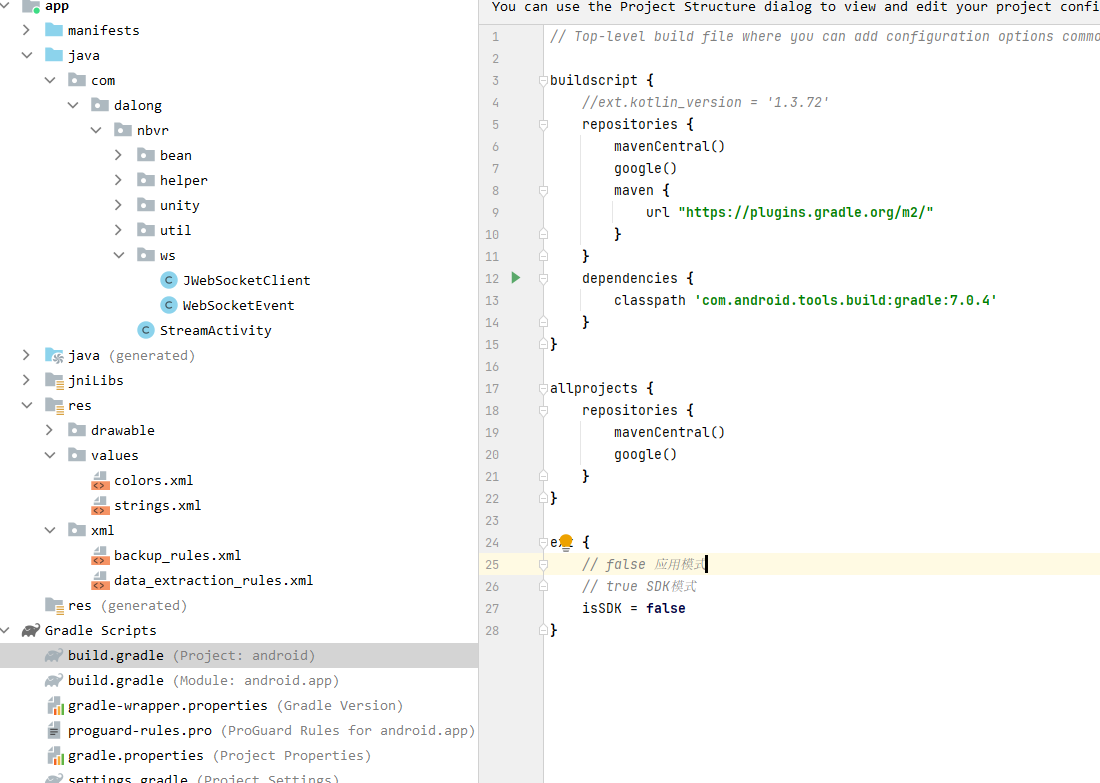 app
manifests
java
com
dalong
nbvr
bean
helper
unity
util
ws
JWebSocketClient
WebSocketEvent
StreamActivity
java (generated)
jniLibs
res
drawable
values
colors.xml
strings.xml
xml
backup_rules.xml
data_extraction_rules.xml
res (generated)
Gradle Scripts
build.gradle (Project: android)
build.gradle (Module: android.app)
gradle-wrapper.properties (Gradle Version)
proguard-rules.pro (ProGuard Rules for android.app)
gradle.properties (Project Properties)
settings.gradle (Project Settings)
You can use the Project Structure dialog to view and edit your project confi
1 // Top-level build file where you can add configuration options commo
2
3 buildscript {
4 //ext.kotlin_version = '1.3.72'
5 repositories {
6 mavenCentral()
7 google()
8 maven {
9 url "https://plugins.gradle.org/m2/"
10 }
11 }
12 dependencies {
13 classpath 'com.android.tools.build:gradle:7.0.4'
14 }
15 }
16
17 allprojects {
18 repositories {
19 mavenCentral()
20 google()
21 }
22 }
23
24 ext {
25 // false 应用模式
26 // true SDK模式
27 isSDK = false
28 }